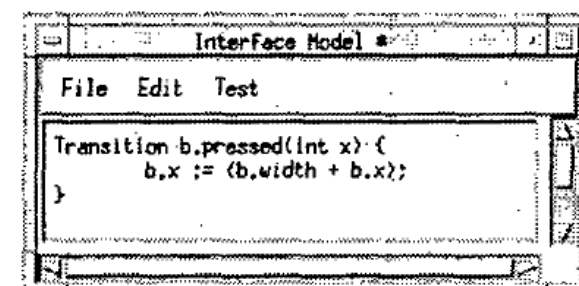 Interface Model *
File Edit Test
Transition b.pressed(int x) {
b.x := (b.width + b.x);
}